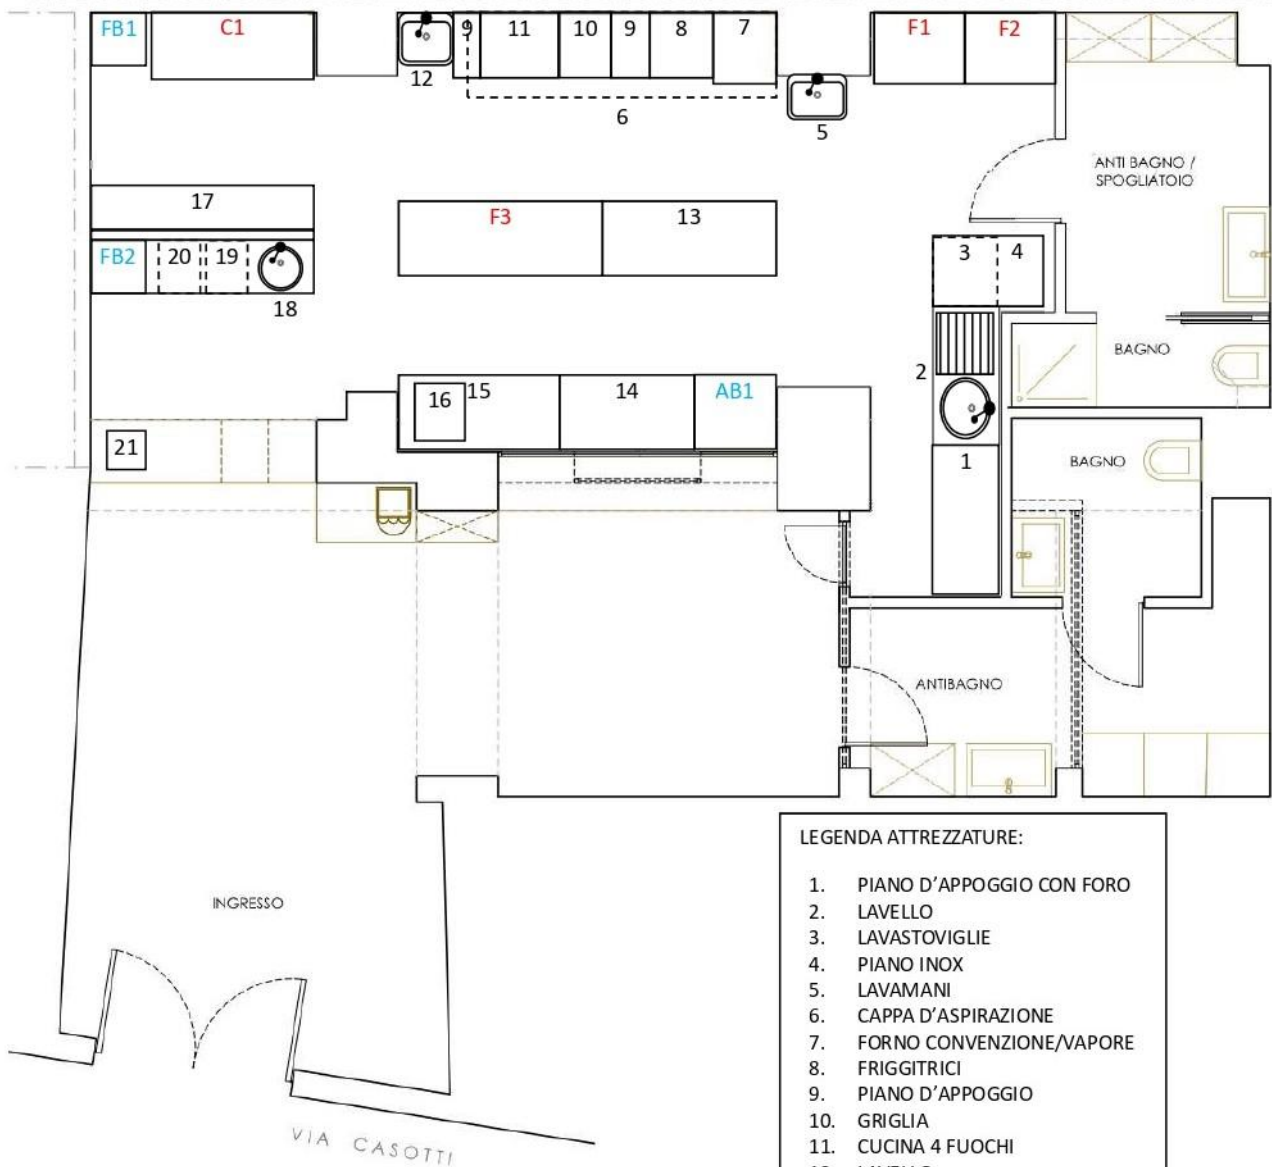 FB1 C1 9 11 10 9 8 7 F1 F2
12
6
5
ANTI BAGNO /
SPOGLIATOIO
17
F3 13
FB2 20 19
3 4
18
BAGNO
2
16 15 14 AB1
21
1
BAGNO
ANTIBAGNO
INGRESSO
VIA CASOTTI
LEGENDA ATTREZZATURE:
1. PIANO D'APPOGGIO CON FORO
2. LAVELLO
3. LAVASTOVIGLIE
4. PIANO INOX
5. LAVAMANI
6. CAPPA D'ASPIRAZIONE
7. FORNO CONVENZIONE/VAPORE
8. FRIGGITRICI
9. PIANO D'APPOGGIO
10. GRIGLIA
11. CUCINA 4 FUOCHI